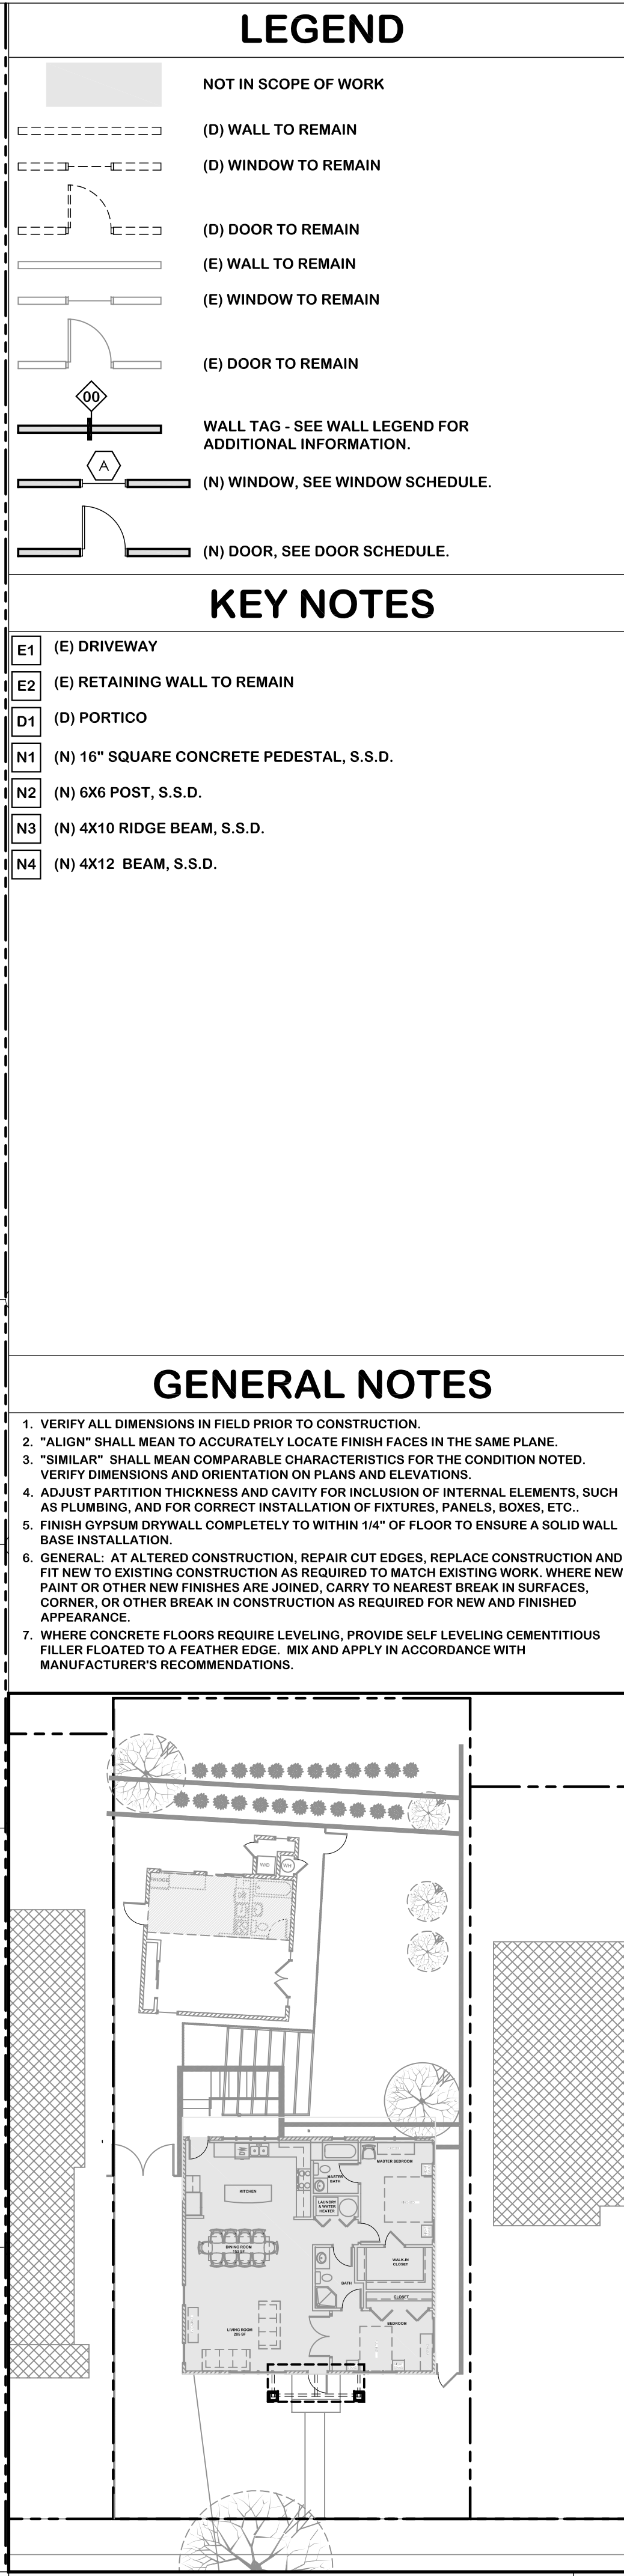 LEGEND
NOT IN SCOPE OF WORK
(D) WALL TO REMAIN
(D) WINDOW TO REMAIN
(D) DOOR TO REMAIN
(E) WALL TO REMAIN
(E) WINDOW TO REMAIN
(E) DOOR TO REMAIN
00
WALL TAG - SEE WALL LEGEND FOR
ADDITIONAL INFORMATION.
A
(N) WINDOW, SEE WINDOW SCHEDULE.
(N) DOOR, SEE DOOR SCHEDULE.
KEY NOTES
E1 (E) DRIVEWAY
E2 (E) RETAINING WALL TO REMAIN
D1 (D) PORTICO
N1 (N) 16" SQUARE CONCRETE PEDESTAL, S.S.D.
N2 (N) 6X6 POST, S.S.D.
N3 (N) 4X10 RIDGE BEAM, S.S.D.
N4 (N) 4X12 BEAM, S.S.D.
GENERAL NOTES
1. VERIFY ALL DIMENSIONS IN FIELD PRIOR TO CONSTRUCTION.
2. "ALIGN" SHALL MEAN TO ACCURATELY LOCATE FINISH FACES IN THE SAME PLANE.
3. "SIMILAR" SHALL MEAN COMPARABLE CHARACTERISTICS FOR THE CONDITION NOTED.
VERIFY DIMENSIONS AND ORIENTATION ON PLANS AND ELEVATIONS.
4. ADJUST PARTITION THICKNESS AND CAVITY FOR INCLUSION OF INTERNAL ELEMENTS, SUCH
AS PLUMBING, AND FOR CORRECT INSTALLATION OF FIXTURES, PANELS, BOXES, ETC..
5. FINISH GYPSUM DRYWALL COMPLETELY TO WITHIN 1/4" OF FLOOR TO ENSURE A SOLID WALL
BASE INSTALLATION.
6. GENERAL: AT ALTERED CONSTRUCTION, REPAIR CUT EDGES, REPLACE CONSTRUCTION AND
FIT NEW TO EXISTING CONSTRUCTION AS REQUIRED TO MATCH EXISTING WORK. WHERE NEW
PAINT OR OTHER NEW FINISHES ARE JOINED, CARRY TO NEAREST BREAK IN SURFACES,
CORNER, OR OTHER BREAK IN CONSTRUCTION AS REQUIRED FOR NEW AND FINISHED
APPEARANCE.
7. WHERE CONCRETE FLOORS REQUIRE LEVELING, PROVIDE SELF LEVELING CEMENTITIOUS
FILLER FLOATED TO A FEATHER EDGE. MIX AND APPLY IN ACCORDANCE WITH
MANUFACTURER'S RECOMMENDATIONS.
W/D
WH
FRIDGE
MASTER BEDROOM
MASTER
BATH
KITCHEN
LAUNDRY
& WATER
HEATER
DINING ROOM
WALK-IN
CLOSET
BATH
CLOSET
BEDROOM
LIVING ROOM